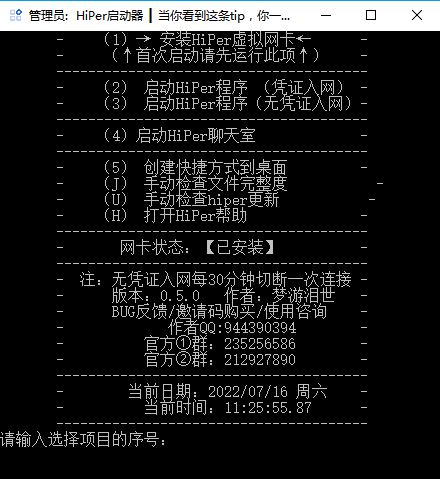 管理员: HiPer启动器 ┃ 当你看到这tip，你一...
-     (1) → 安装HiPer虚拟网卡←      -
-     （↑首次启动请先运行此项↑）    -
---------------------------------------
-     (2)  启动HiPer程序 （凭证入网） -
-     (3)  启动HiPer程序（无凭证入网） -
---------------------------------------
-     (4)启动HiPer聊天室             -
---------------------------------------
-     (5)  创建快捷方式到桌面         -
-     (J)  手动检查文件完整度           -
-     (U)  手动检查hiper更新           -
-     (H)  打开HiPer帮助             -
---------------------------------------
-       网卡状态：【已安装】          -
---------------------------------------
-  注：无凭证入网每30分钟切断一次连接 -
-      版本：0.5.0   作者：梦游泪世   -
-      BUG反馈/邀请码购买/使用咨询    -
-             作者QQ:944390394        -
-          官方①群：235256586        -
-          官方②群：212927890        -
---------------------------------------
-        当前日期：2022/07/16 周六    -
-          当前时间：11:25:55.87      -
---------------------------------------
请输入选择项目的序号：